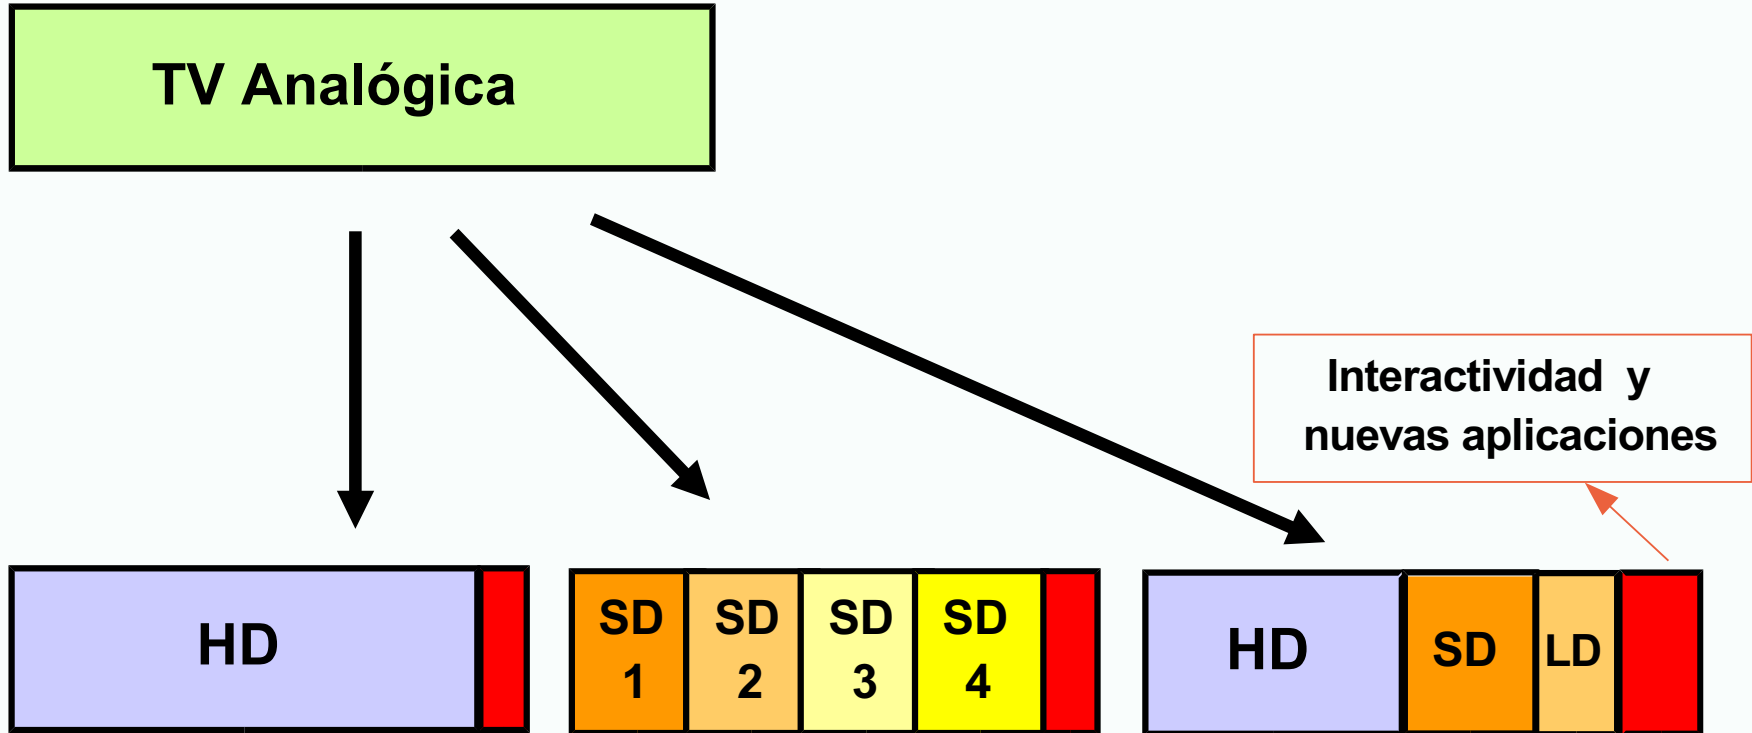 TV Analógica
Interactividad y
nuevas aplicaciones
HD
SD
1
SD
2
SD
3
SD
4
HD
SD
LD